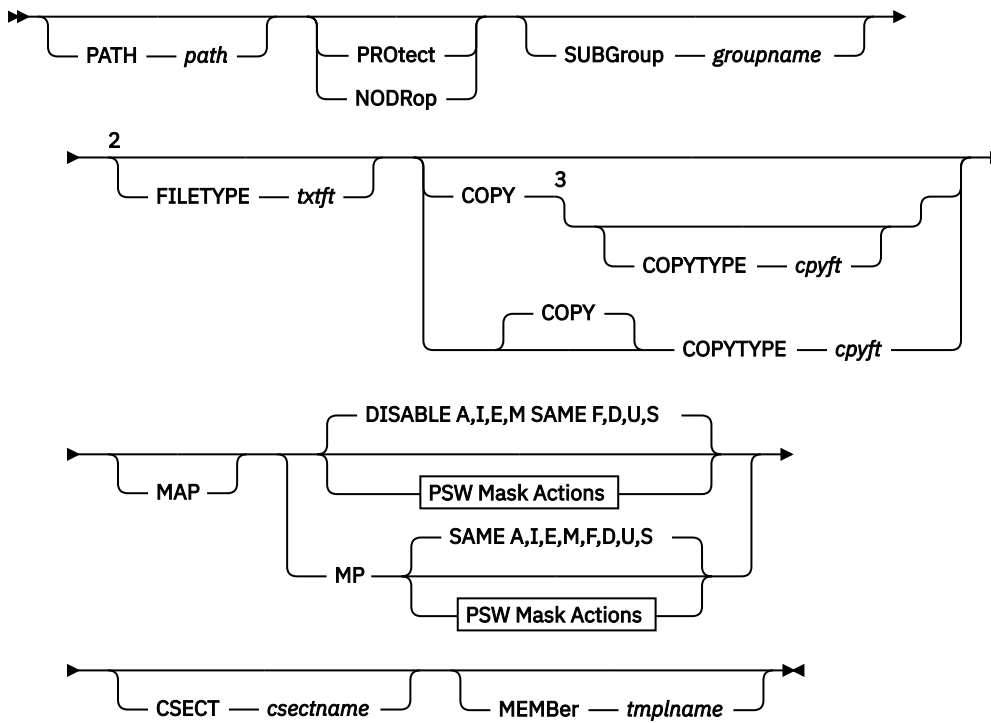 PATH path
PROtect
NODRop
SUBGroup groupname
2
FILETYPE txtft
COPY
3
COPYTYPE cpyft
COPY
COPYTYPE cpyft
DISABLE A,I,E,M SAME F,D,U,S
MAP
PSW Mask Actions
SAME A,I,E,M,F,D,U,S
MP
PSW Mask Actions
CSECT csectname
MEMBer tmplname